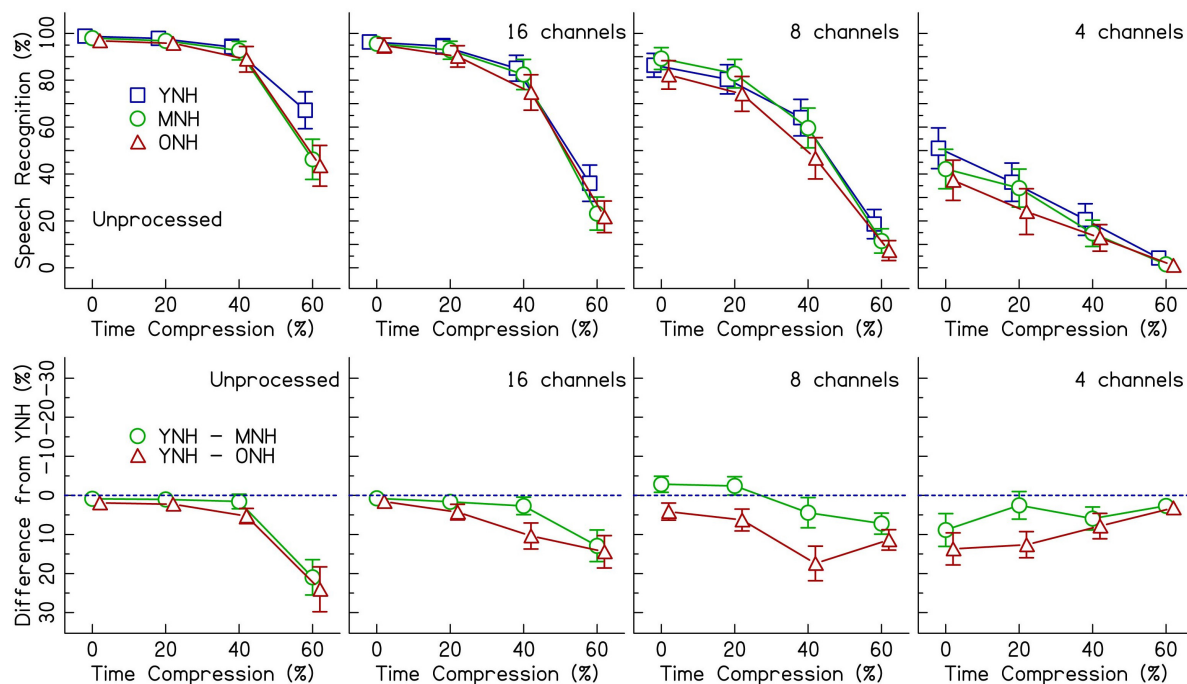 Speech Recognition (%)
100
80
60
40
20
0
YNH
MNH
ONH
Unprocessed
16 channels
8 channels
4 channels
0 20 40 60 0 20 40 60 0 20 40 60 0 20 40 60
Time Compression (%) Time Compression (%) Time Compression (%) Time Compression (%)
Difference from YNH (%)
-30
-20
-10
0
10
20
30
Unprocessed
YNH - MNH
YNH - ONH
16 channels
8 channels
4 channels
0 20 40 60 0 20 40 60 0 20 40 60 0 20 40 60
Time Compression (%) Time Compression (%) Time Compression (%) Time Compression (%)